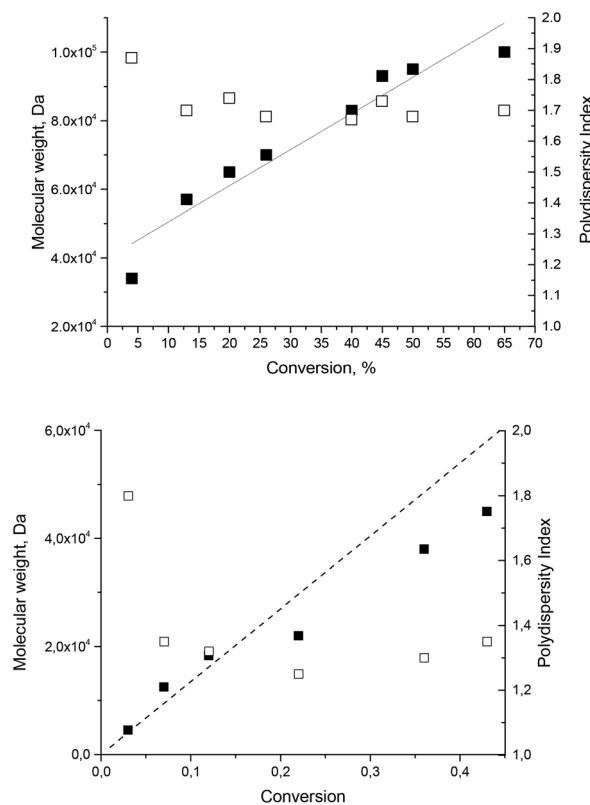 1.0x10⁵
8.0x10⁴
6.0x10⁴
4.0x10⁴
2.0x10⁴
Molecular weight, Da
2.0
1.9
1.8
1.7
1.6
1.5
1.4
1.3
1.2
1.1
1.0
Polydispersity Index
0 5 10 15 20 25 30 35 40 45 50 55 60 65 70
Conversion, %
6,0x10⁴
4,0x10⁴
2,0x10⁴
0,0
Molecular weight, Da
2,0
1,8
1,6
1,4
1,2
1,0
Polydispersity Index
0,0 0,1 0,2 0,3 0,4
Conversion